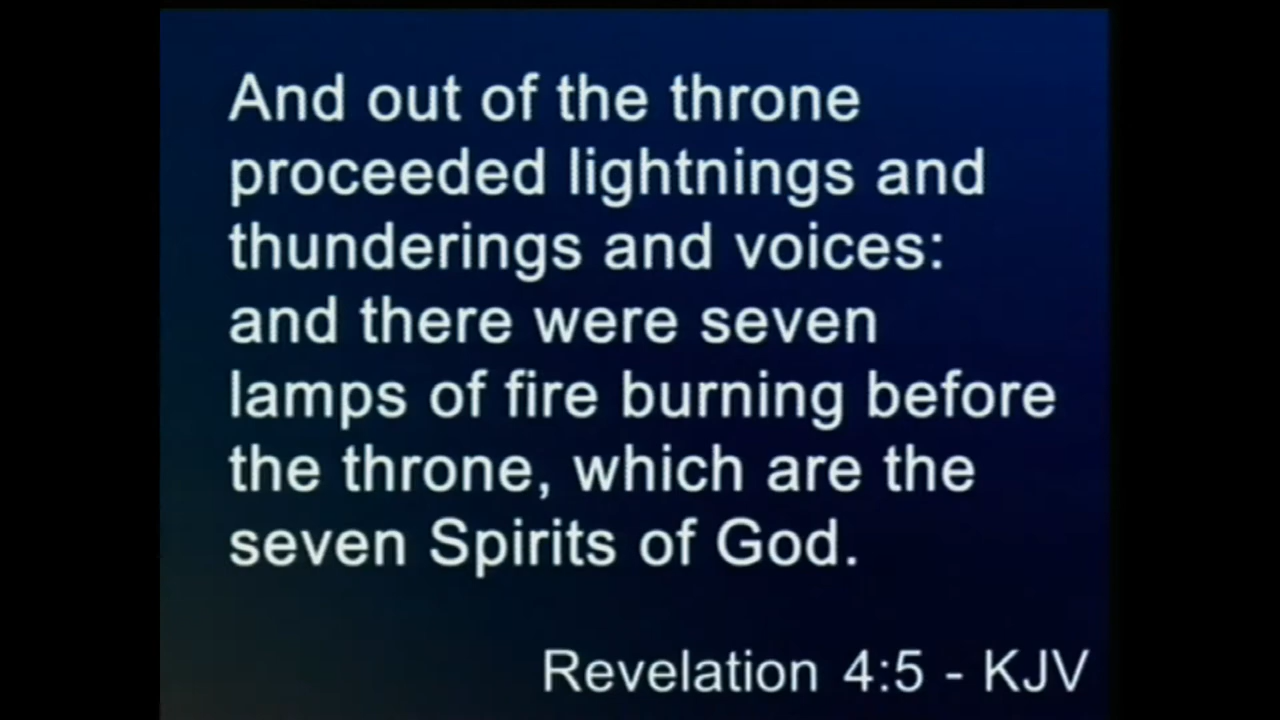 And out of the throne
proceeded lightnings and
thunderings and voices:
and there were seven
lamps of fire burning before
the throne, which are the
seven Spirits of God.
Revelation 4:5 - KJV